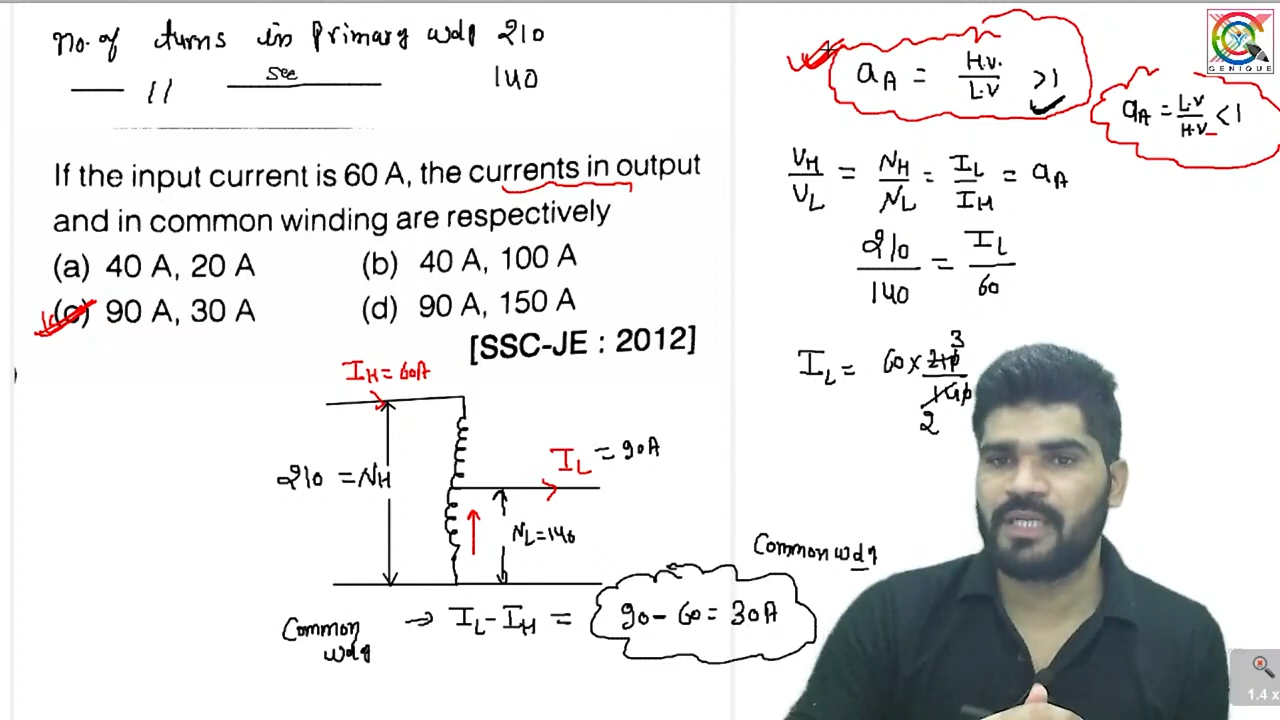 No. of turns in Primary wdg 210
— 11 — sec — 140
If the input current is 60 A, the currents in output
and in common winding are respectively
(a) 40 A, 20 A (b) 40 A, 100 A
(c) 90 A, 30 A (d) 90 A, 150 A
[SSC-JE : 2012]
I_H = 60A
210 = N_H
I_L = 90A
N_L = 140
Common wdg → I_L - I_H = 90 - 60 = 30A
a_A = H.V. / L.V > 1
a_A = L.V / H.V < 1
V_H / V_L = N_H / N_L = I_L / I_H = a_A
210 / 140 = I_L / 60
I_L = 60 × 210 / 140
3
2
Common wdg
GENIQUE
1.4 x